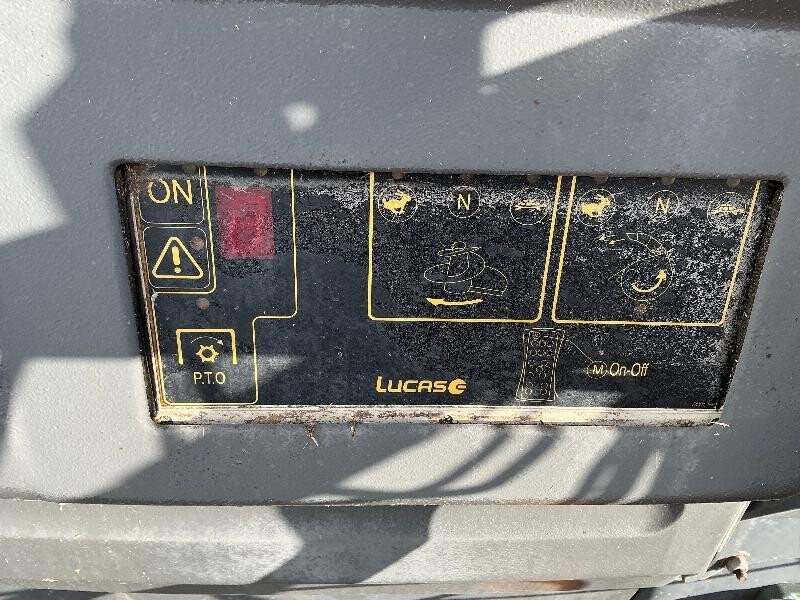 ON
N
N
P.T.O
LUCAS G
(M) On-Off